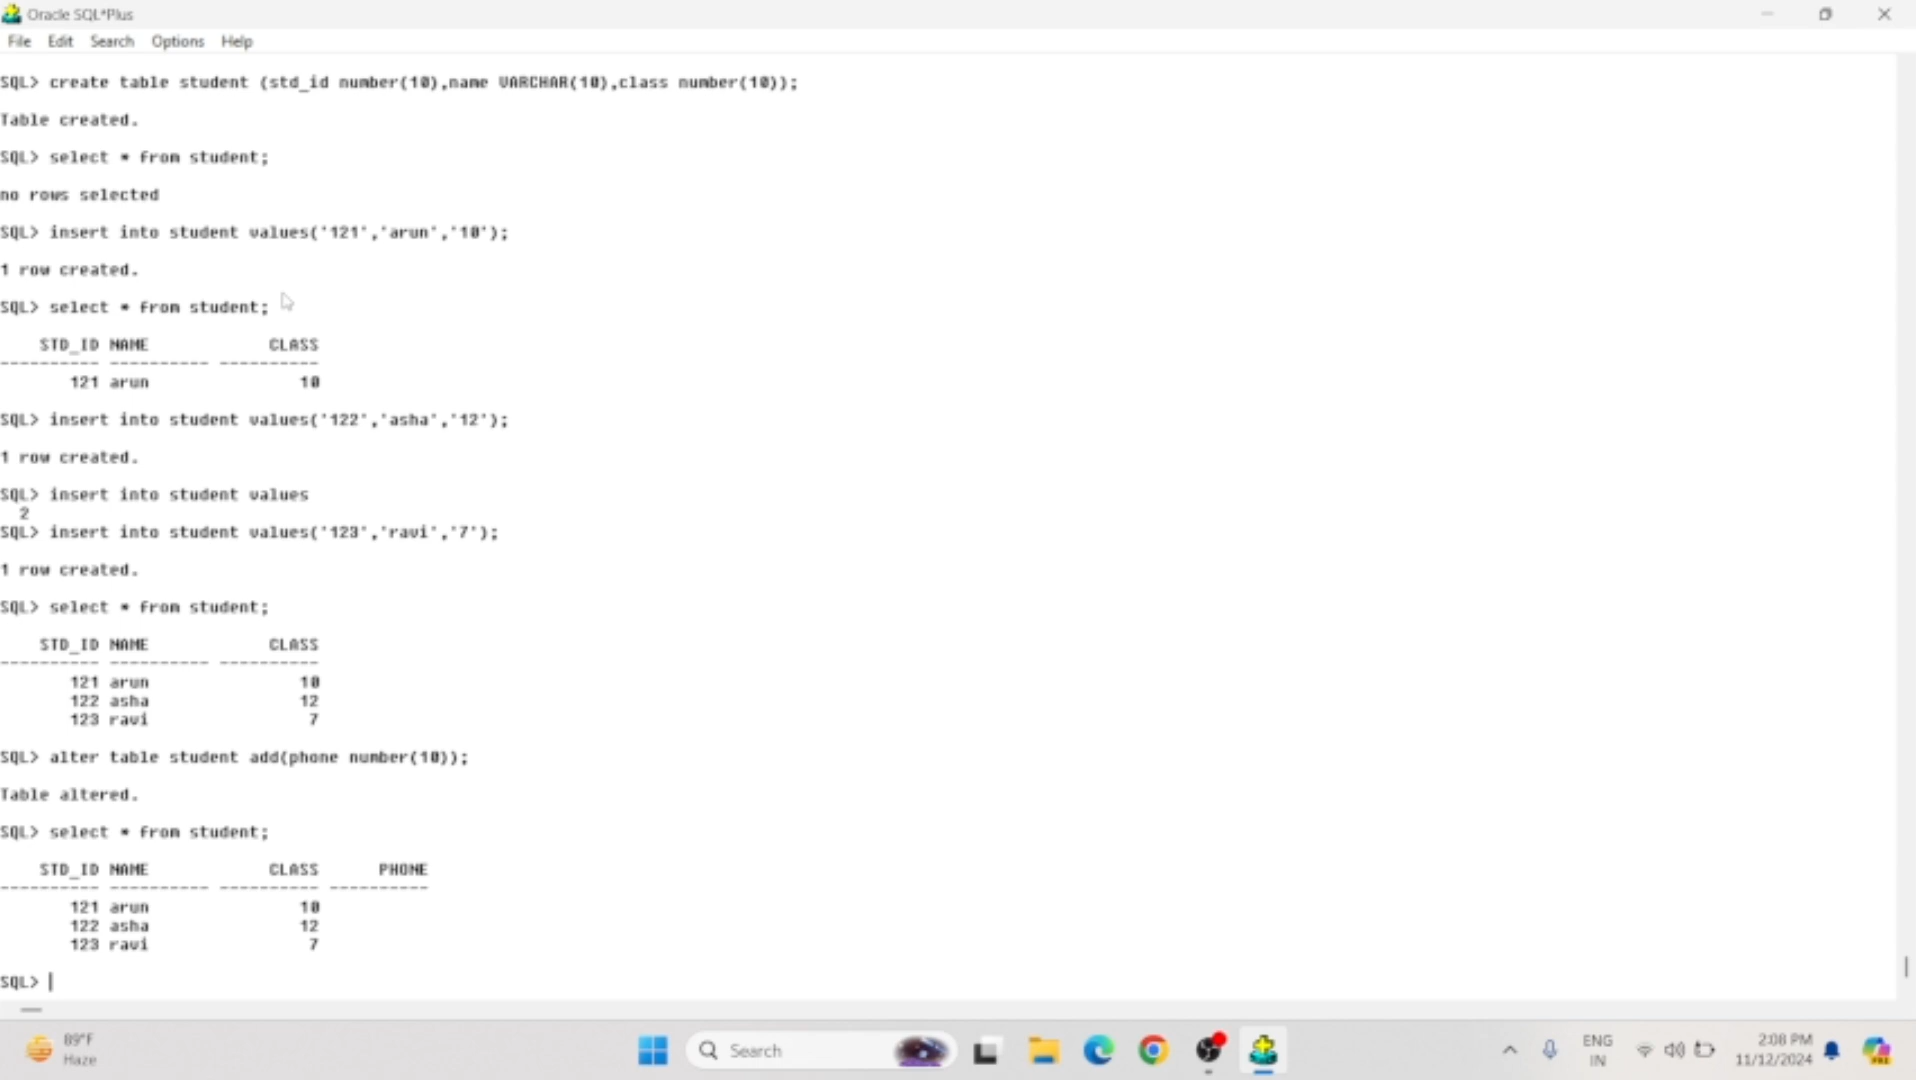 Oracle SQL*Plus
File Edit Search Options Help
SQL> create table student (std_id number(10),name VARCHAR(10),class number(10));
Table created.
SQL> select * from student;
no rows selected
SQL> insert into student values('121','arun','10');
1 row created.
SQL> select * from student;
STD_ID NAME CLASS
---------- ---------- ----------
121 arun 10
SQL> insert into student values('122','asha','12');
1 row created.
SQL> insert into student values
2
SQL> insert into student values('123','ravi','7');
1 row created.
SQL> select * from student;
STD_ID NAME CLASS
---------- ---------- ----------
121 arun 10
122 asha 12
123 ravi 7
SQL> alter table student add(phone number(10));
Table altered.
SQL> select * from student;
STD_ID NAME CLASS PHONE
---------- ---------- ---------- ----------
121 arun 10
122 asha 12
123 ravi 7
SQL>
89°F
Haze
Search
ENG
IN
2:08 PM
11/12/2024